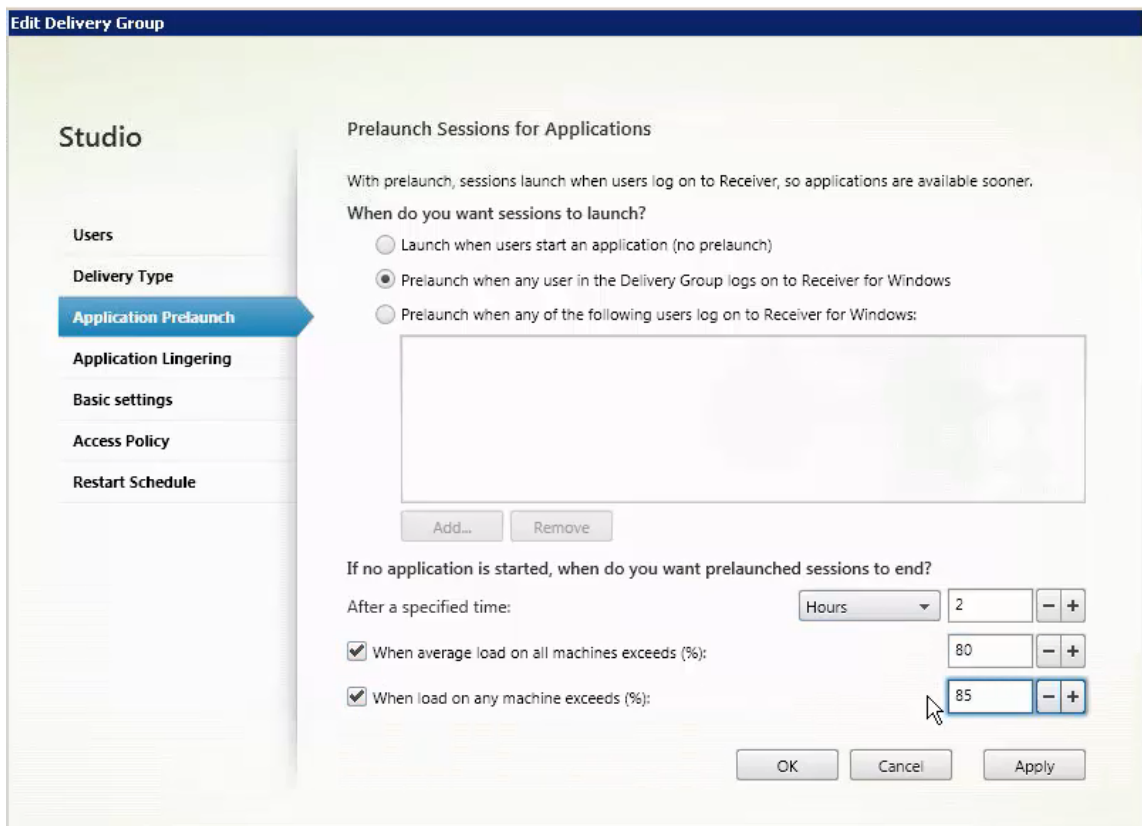 Edit Delivery Group
Studio
Users
Delivery Type
Application Prelaunch
Application Lingering
Basic settings
Access Policy
Restart Schedule
Prelaunch Sessions for Applications
With prelaunch, sessions launch when users log on to Receiver, so applications are available sooner.
When do you want sessions to launch?
Launch when users start an application (no prelaunch)
Prelaunch when any user in the Delivery Group logs on to Receiver for Windows
Prelaunch when any of the following users log on to Receiver for Windows:
Add... Remove
If no application is started, when do you want prelaunched sessions to end?
After a specified time: Hours 2 − +
When average load on all machines exceeds (%): 80 − +
When load on any machine exceeds (%): 85 − +
OK Cancel Apply